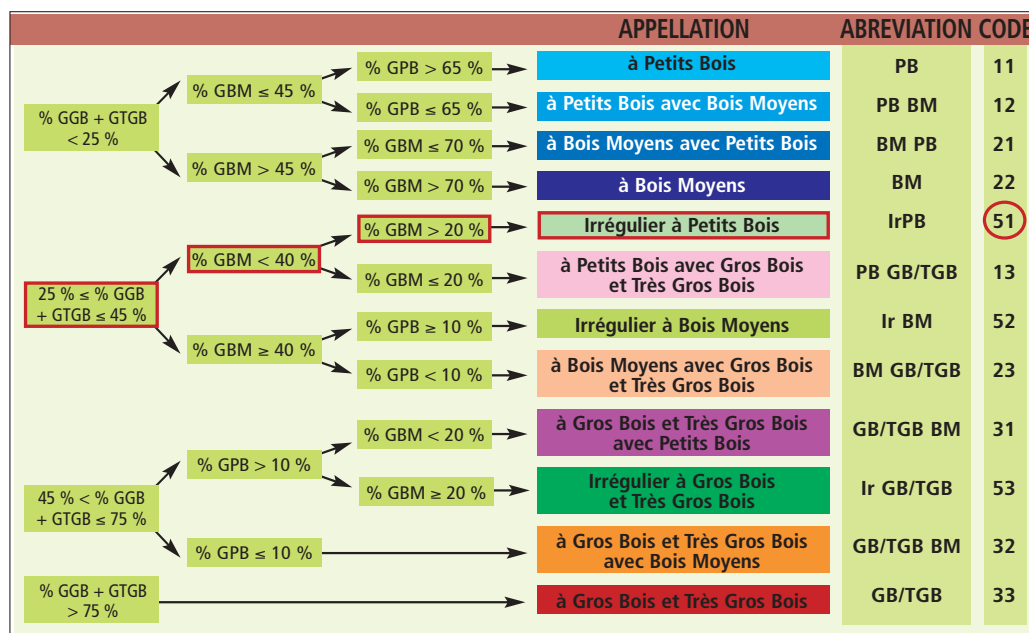 APPELLATION ABREVIATION CODE
% GGB + GTGB
< 25 %
% GBM ≤ 45 %
% GPB > 65 %
à Petits Bois
PB
11
% GPB ≤ 65 %
à Petits Bois avec Bois Moyens
PB BM
12
% GBM > 45 %
% GBM ≤ 70 %
à Bois Moyens avec Petits Bois
BM PB
21
% GBM > 70 %
à Bois Moyens
BM
22
25 % ≤ % GGB
+ GTGB ≤ 45 %
% GBM < 40 %
% GBM > 20 %
Irrégulier à Petits Bois
IrPB
51
% GBM ≤ 20 %
à Petits Bois avec Gros Bois
et Très Gros Bois
PB GB/TGB
13
% GBM ≥ 40 %
% GPB ≥ 10 %
Irrégulier à Bois Moyens
Ir BM
52
% GPB < 10 %
à Bois Moyens avec Gros Bois
et Très Gros Bois
BM GB/TGB
23
45 % < % GGB
+ GTGB ≤ 75 %
% GPB > 10 %
% GBM < 20 %
à Gros Bois et Très Gros Bois
avec Petits Bois
GB/TGB BM
31
% GBM ≥ 20 %
Irrégulier à Gros Bois
et Très Gros Bois
Ir GB/TGB
53
% GPB ≤ 10 %
à Gros Bois et Très Gros Bois
avec Bois Moyens
GB/TGB BM
32
% GGB + GTGB
> 75 %
à Gros Bois et Très Gros Bois
GB/TGB
33